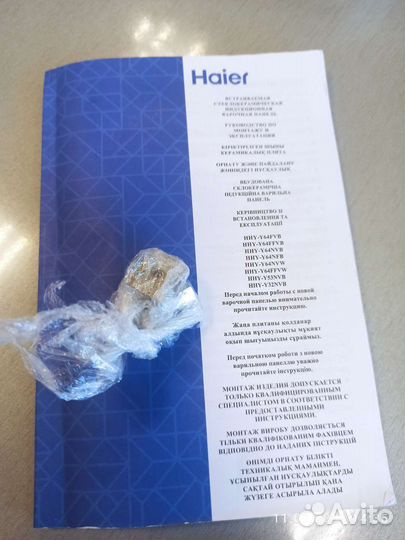 Haier
ВСТРАИВАЕМАЯ
СТЕКЛОКЕРАМИЧЕСКАЯ
ИНДУКЦИОННАЯ
ВАРОЧНАЯ ПАНЕЛЬ
РУКОВОДСТВО ПО
МОНТАЖУ И
ЭКСПЛУАТАЦИИ
КІРІКТІРІЛГЕН ШЫНЫ
КЕРАМИКАЛЫҚ ПЛИТА
ОРНАТУ ЖӘНЕ ПАЙДАЛАНУ
ЖӨНІНДЕГІ НҰСҚАУЛЫҚ
ВБУДОВАНА
СКЛОКЕРАМІЧНА
ІНДУКЦІЙНА ВАРИЛЬНА
ПАНЕЛЬ
КЕРІВНИЦТВО ЗІ
ВСТАНОВЛЕННЯ ТА
ЕКСПЛУАТАЦІЇ
HHY-Y64FVB
HHY-Y64FFVB
HHY-Y64NVB
HHY-Y64NFB
HHY-Y64NVW
HHY-Y64FFVW
HHY-Y53NVB
HHY-Y32NVB
Перед началом работы с новой
варочной панелью внимательно
прочитайте инструкцию.
Жаңа плитаны қолданар
алдында нұсқаулықты мұқият
оқып шығуыңызды сұраймыз.
Перед початком роботи з новою
варильною панеллю уважно
прочитайте інструкцію.
МОНТАЖ ИЗДЕЛИЯ ДОПУСКАЕТСЯ
ТОЛЬКО КВАЛИФИЦИРОВАННЫМ
СПЕЦИАЛИСТОМ В СООТВЕТСТВИИ С
ПРЕДОСТАВЛЕННЫМИ
ИНСТРУКЦИЯМИ.
МОНТАЖ ВИРОБУ ДОЗВОЛЯЄТЬСЯ
ТІЛЬКИ КВАЛІФІКОВАНИМ ФАХІВЦЕМ
ВІДПОВІДНО ДО НАДАНИХ ІНСТРУКЦІЙ
ӨНІМДІ ОРНАТУ БІЛІКТІ
ТЕХНИКАЛЫҚ МАМАНМЕН,
ҰСЫНЫЛҒАН НҰСҚАУЛЫҚТАРДЫ
САҚТАЙ ОТЫРЫЛЫП ҚАНА
ЖҮЗЕГЕ АСЫРЫЛА АЛАДЫ
Avito